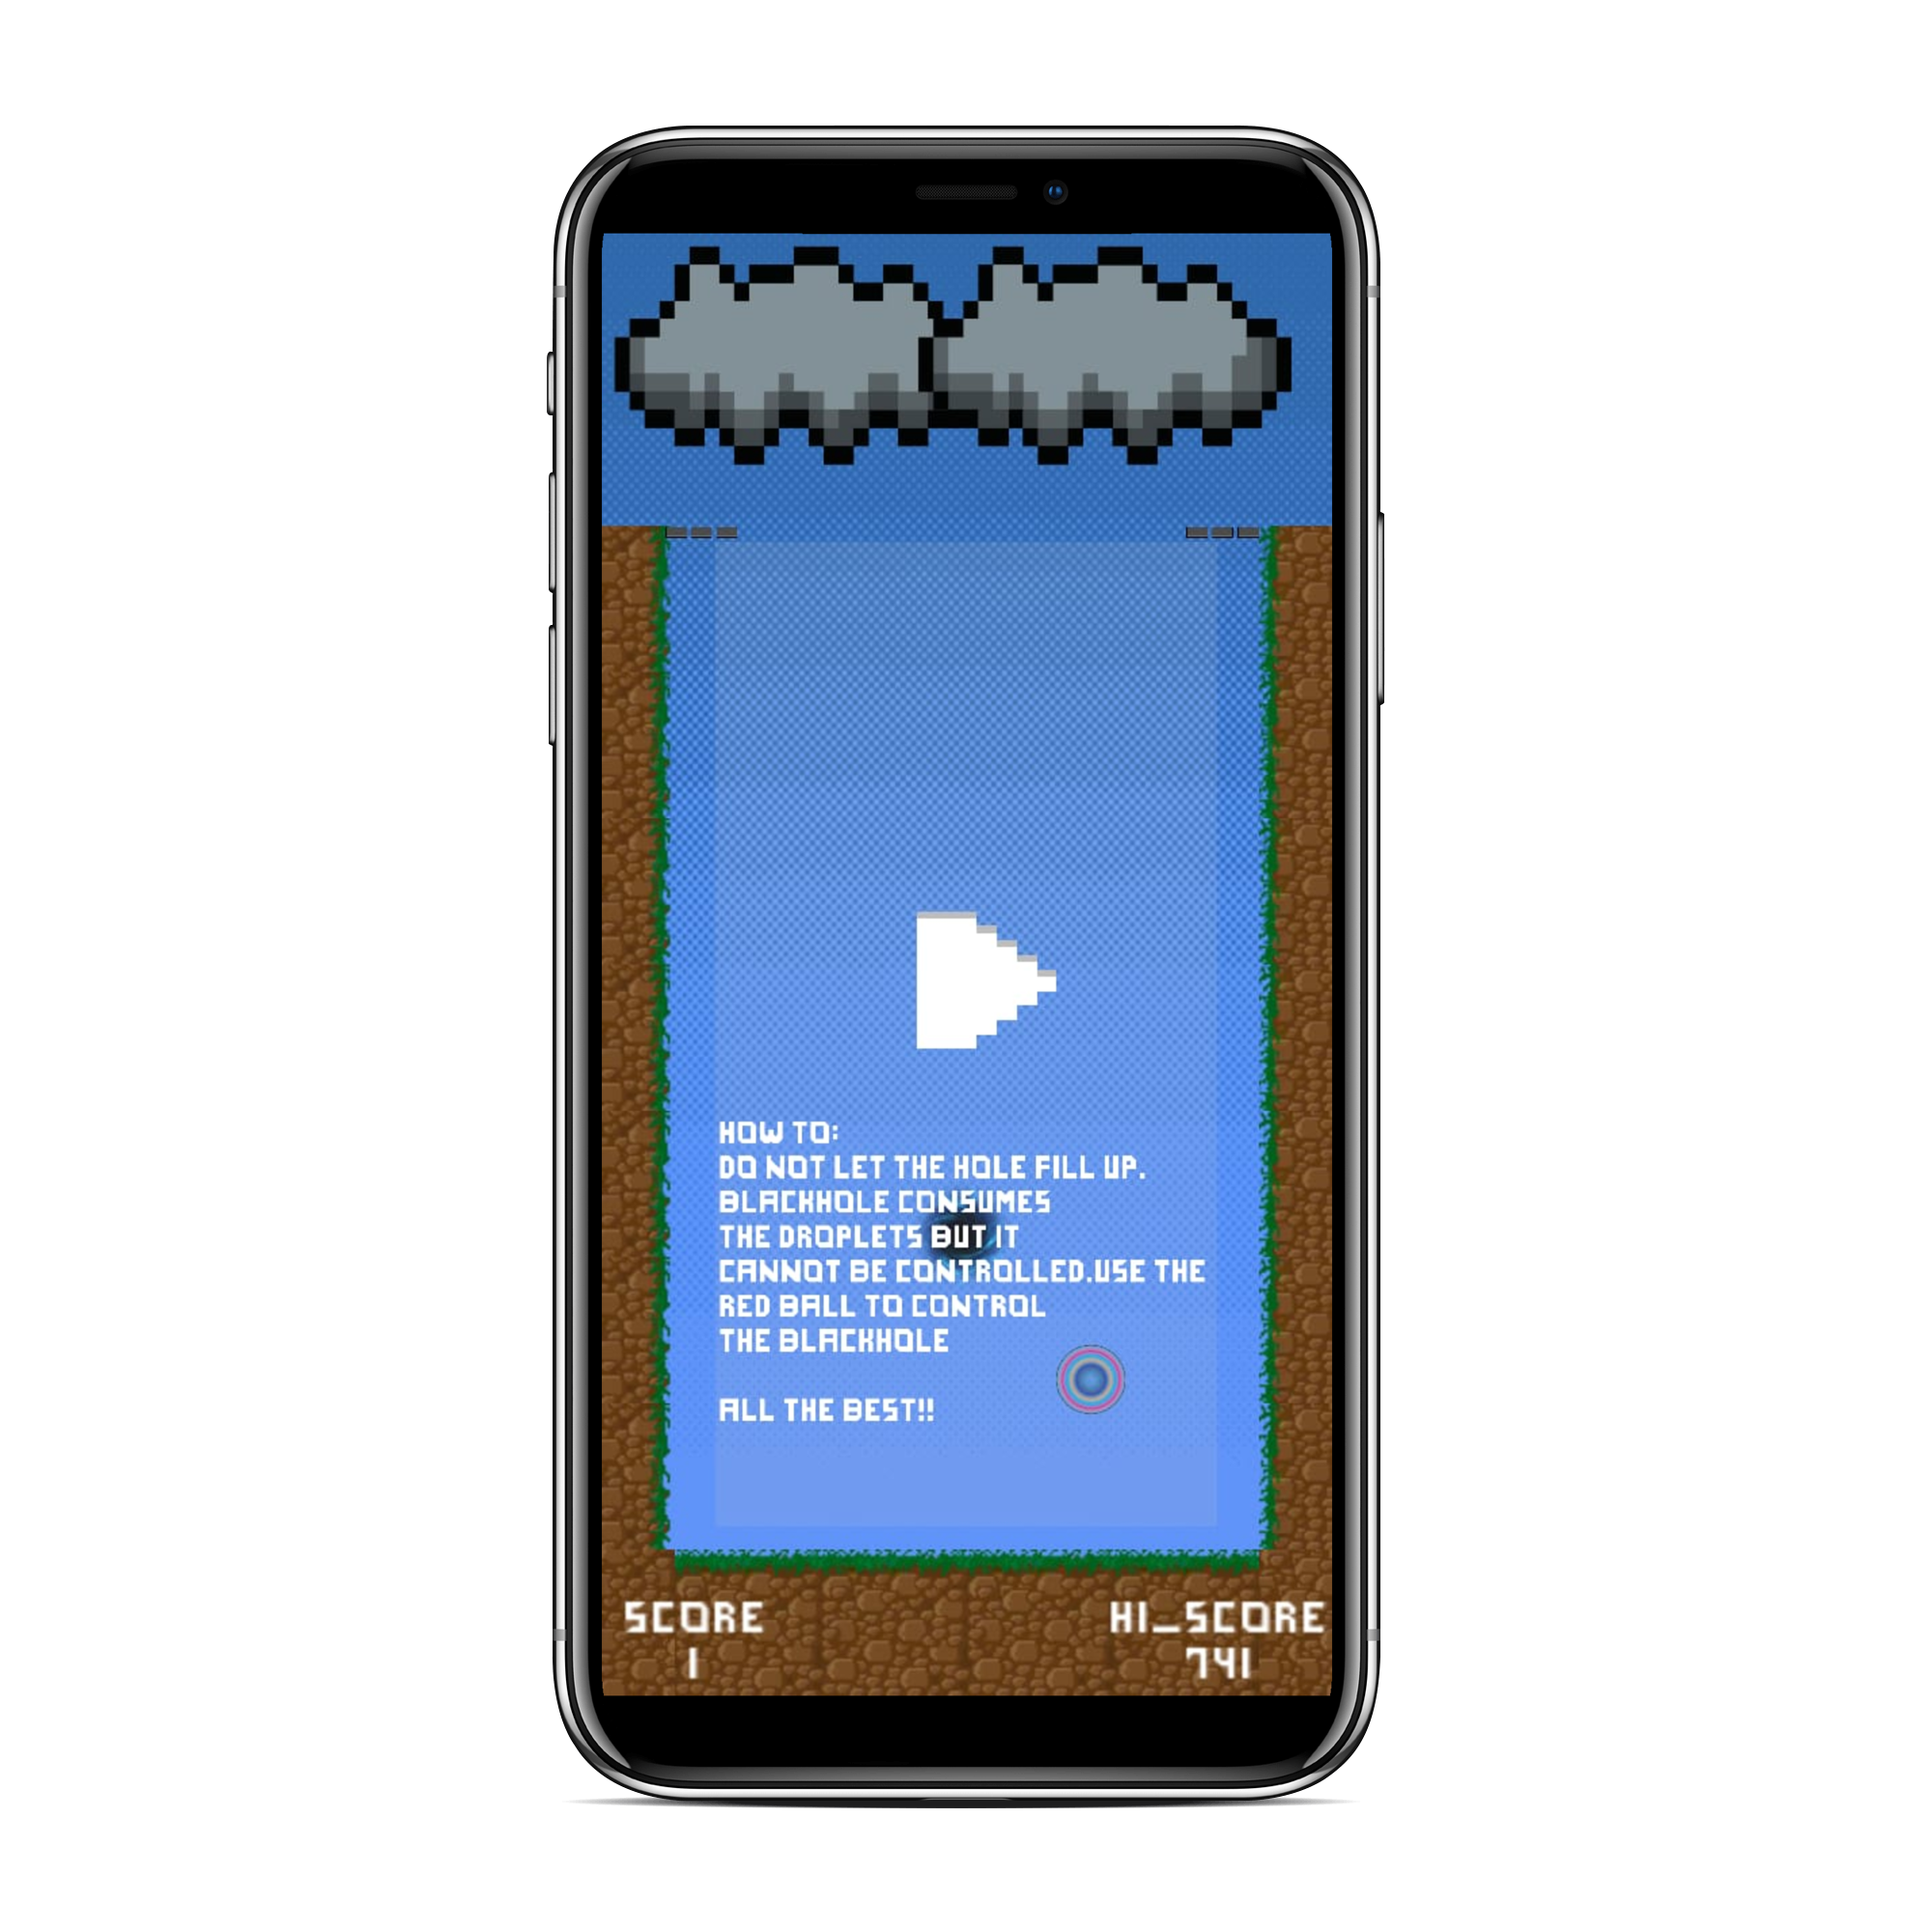 HOW TO:
DO NOT LET THE HOLE FILL UP.
BLACKHOLE CONSUMES
THE DROPLETS BUT IT
CANNOT BE CONTROLLED.USE THE
RED BALL TO CONTROL
THE BLACKHOLE
ALL THE BEST!!
SCORE HI_SCORE
1 741